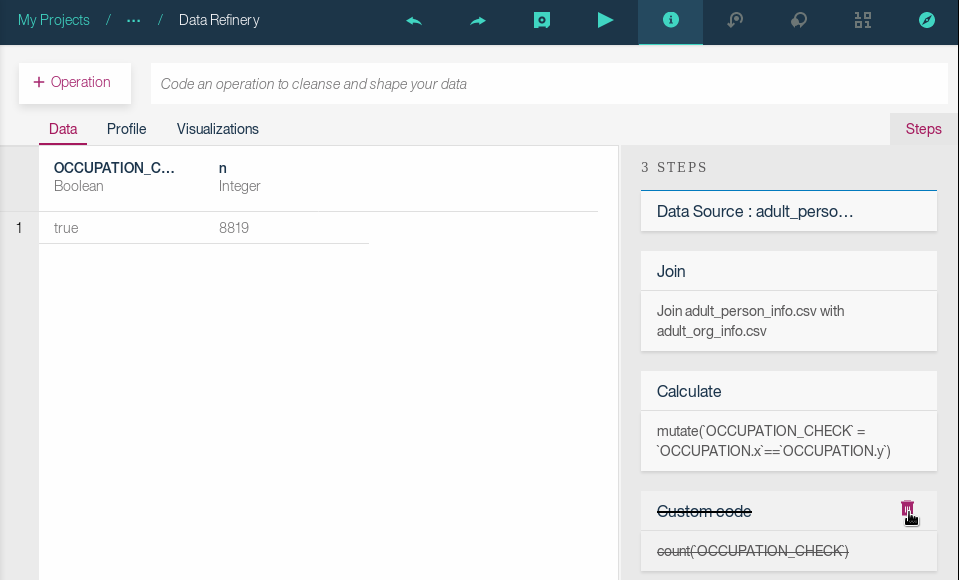 My Projects / ... / Data Refinery
+ Operation
Code an operation to cleanse and shape your data
Data Profile Visualizations Steps
OCCUPATION_C... n
Boolean Integer
1 true 8819
3 STEPS
Data Source : adult_perso...
Join
Join adult_person_info.csv with
adult_org_info.csv
Calculate
mutate(`OCCUPATION_CHECK` =
`OCCUPATION.x`==`OCCUPATION.y`)
Custom code
count(`OCCUPATION_CHECK`)